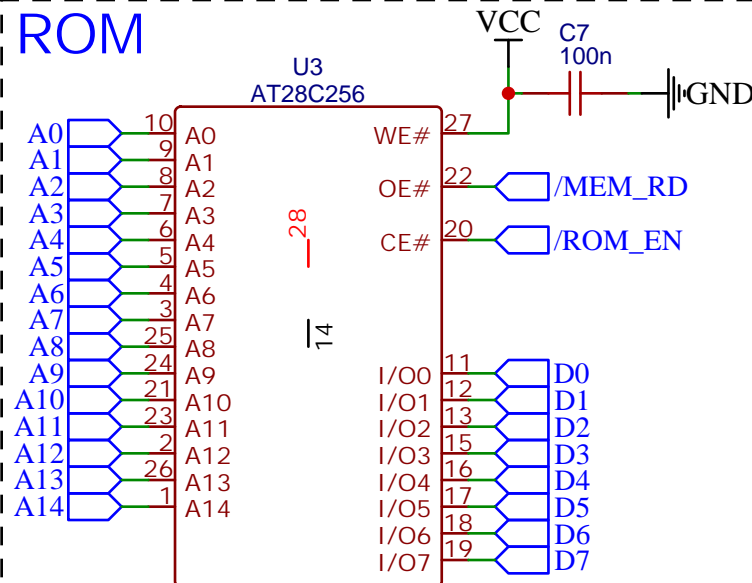 ROM
VCC
C7
100n
GND
U3
AT28C256
A0 10 A0 WE# 27
A1 9 A1
A2 8 A2 OE# 22 /MEM_RD
A3 7 A3
A4 6 A4 CE# 20 /ROM_EN
A5 5 A5
A6 4 A6
A7 3 A7
A8 25 A8
A9 24 A9 I/O0 11 D0
A10 21 A10 I/O1 12 D1
A11 23 A11 I/O2 13 D2
A12 2 A12 I/O3 15 D3
A13 26 A13 I/O4 16 D4
A14 1 A14 I/O5 17 D5
I/O6 18 D6
I/O7 19 D7
28
14